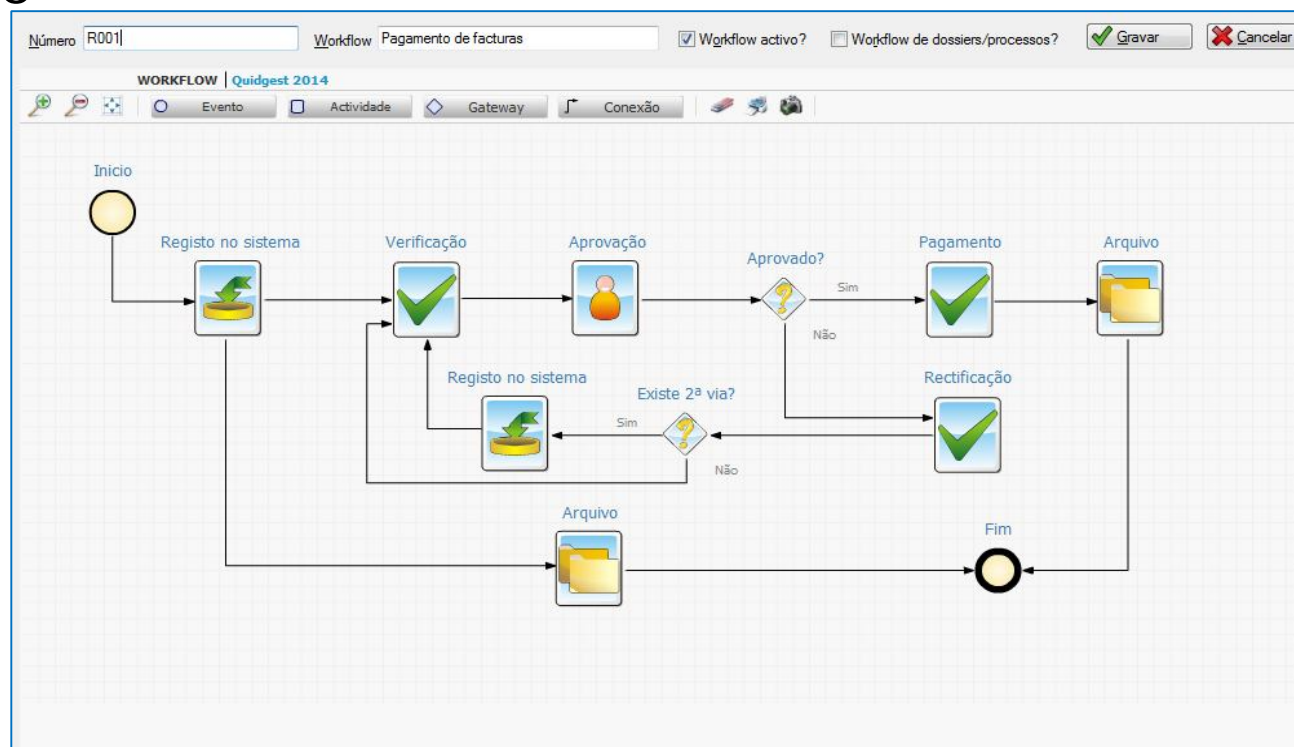 Número R001 Workflow Pagamento de facturas Workflow activo? Workflow de dossiers/processos? Gravar Cancelar
WORKFLOW | Quidgest 2014
Evento Actividade Gateway Conexão
Inicio
Registo no sistema Verificação Aprovação Aprovado? Pagamento Arquivo
Sim
Não
Registo no sistema Existe 2ª via? Rectificação
Sim
Não
Arquivo
Fim